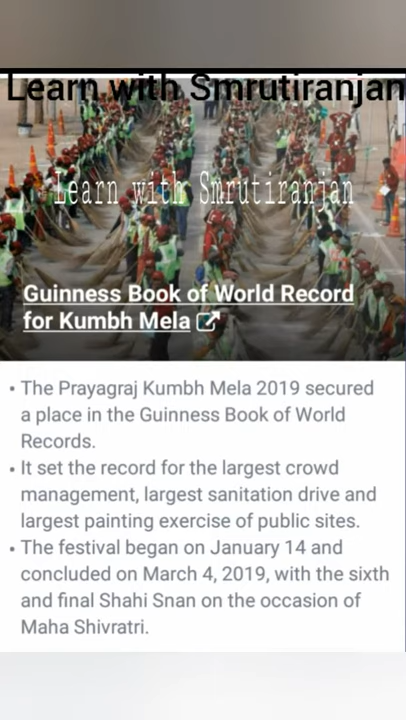 Learn with Smrutiranjan
Learn with Smrutiranjan
Guinness Book of World Record
for Kumbh Mela
• The Prayagraj Kumbh Mela 2019 secured
a place in the Guinness Book of World
Records.
• It set the record for the largest crowd
management, largest sanitation drive and
largest painting exercise of public sites.
• The festival began on January 14 and
concluded on March 4, 2019, with the sixth
and final Shahi Snan on the occasion of
Maha Shivratri.